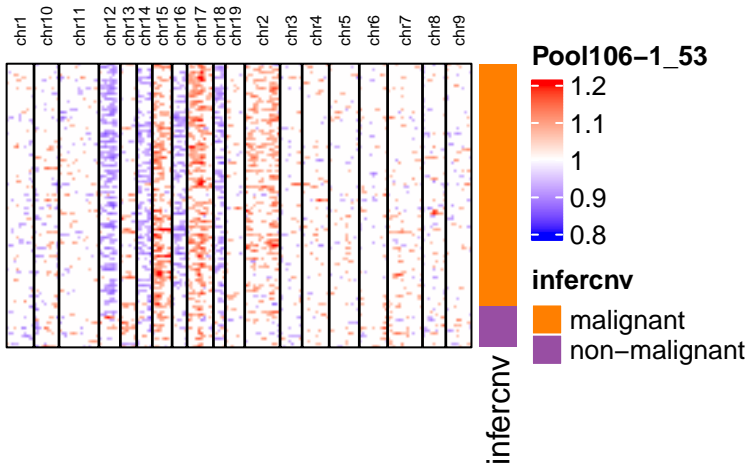 chr1
chr10
chr11
chr12
chr13
chr14
chr15
chr16
chr17
chr18
chr19
chr2
chr3
chr4
chr5
chr6
chr7
chr8
chr9
Pool106−1_53
1.2
1.1
1
0.9
0.8
infercnv
malignant
non−malignant
infercnv